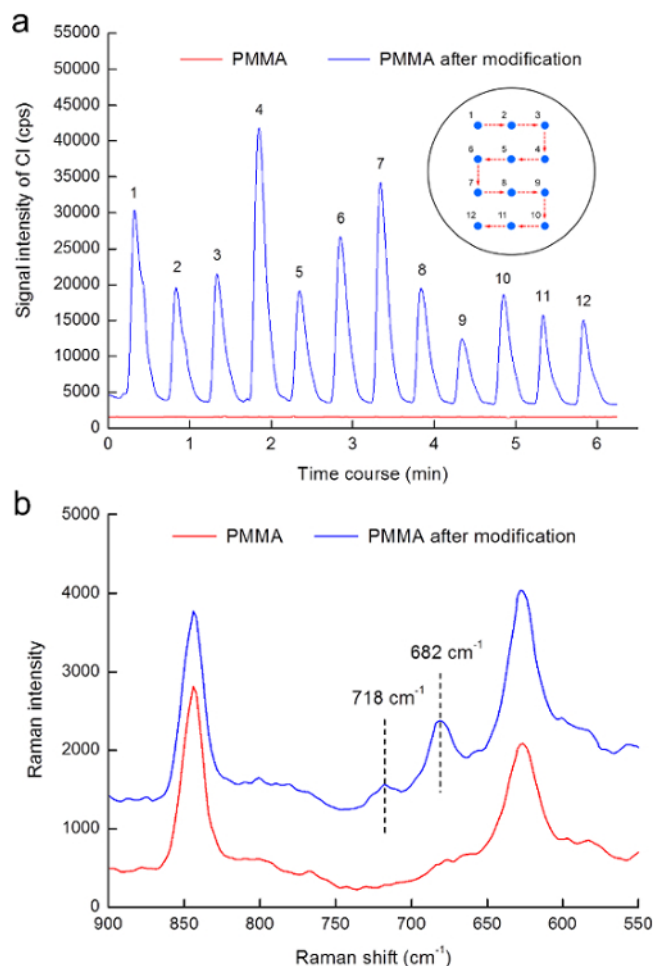 a
55000
50000
45000
40000
35000
30000
25000
20000
15000
10000
5000
0
Signal intensity of Cl (cps)
PMMA
PMMA after modification
1
2
3
4
5
6
7
8
9
10
11
12
1 2 3
6 5 4
7 8 9
12 11 10
0 1 2 3 4 5 6
Time course (min)
b
5000
4000
3000
2000
1000
0
Raman intensity
PMMA
PMMA after modification
718 cm⁻¹
682 cm⁻¹
900 850 800 750 700 650 600 550
Raman shift (cm⁻¹)